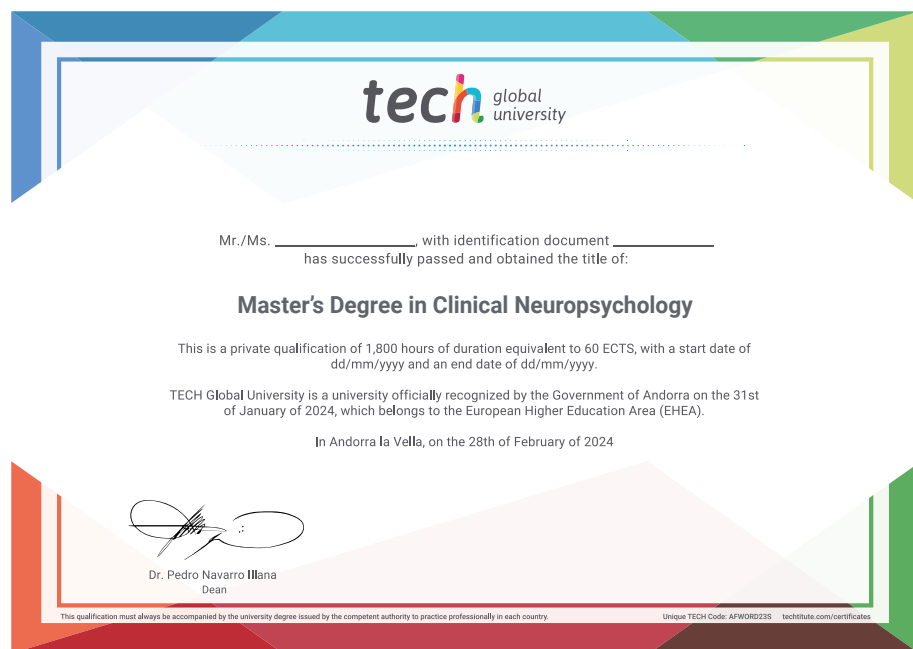 tech global university
Mr./Ms. ____________________, with identification document ______________
has successfully passed and obtained the title of:
Master's Degree in Clinical Neuropsychology
This is a private qualification of 1,800 hours of duration equivalent to 60 ECTS, with a start date of
dd/mm/yyyy and an end date of dd/mm/yyyy.
TECH Global University is a university officially recognized by the Government of Andorra on the 31st
of January of 2024, which belongs to the European Higher Education Area (EHEA).
In Andorra la Vella, on the 28th of February of 2024
Dr. Pedro Navarro Illana
Dean
This qualification must always be accompanied by the university degree issued by the competent authority to practice professionally in each country.
Unique TECH Code: AFWORD23S techtitute.com/certificates